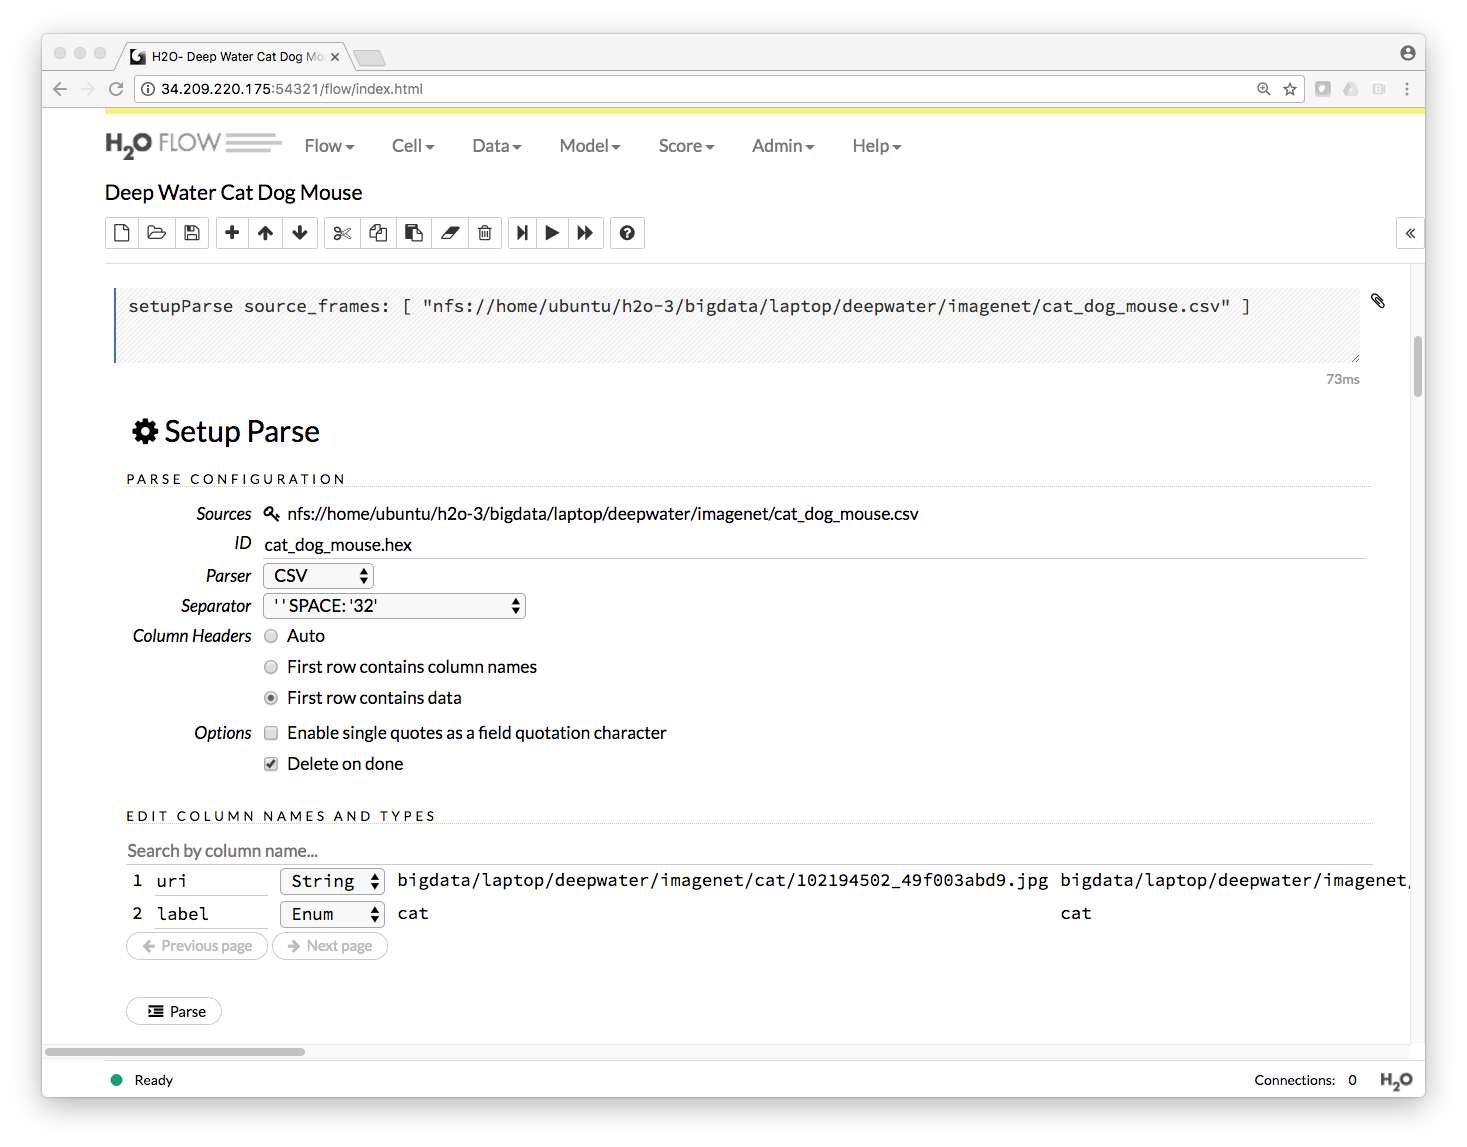 H2O- Deep Water Cat Dog Mo
34.209.220.175:54321/flow/index.html
H2O FLOW Flow Cell Data Model Score Admin Help
Deep Water Cat Dog Mouse
setupParse source_frames: [ "nfs://home/ubuntu/h2o-3/bigdata/laptop/deepwater/imagenet/cat_dog_mouse.csv" ]
73ms
Setup Parse
PARSE CONFIGURATION
Sources nfs://home/ubuntu/h2o-3/bigdata/laptop/deepwater/imagenet/cat_dog_mouse.csv
ID cat_dog_mouse.hex
Parser CSV
Separator ' ' SPACE: '32'
Column Headers Auto
First row contains column names
First row contains data
Options Enable single quotes as a field quotation character
Delete on done
EDIT COLUMN NAMES AND TYPES
Search by column name...
1 uri String bigdata/laptop/deepwater/imagenet/cat/102194502_49f003abd9.jpg bigdata/laptop/deepwater/imagenet/
2 label Enum cat cat
Previous page Next page
Parse
Ready Connections: 0 H2O